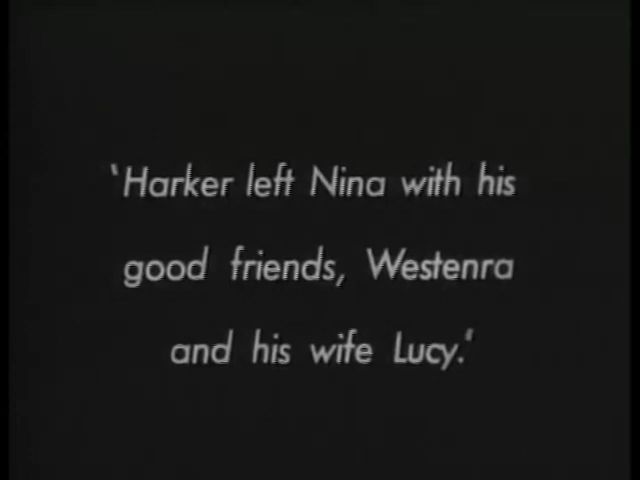 'Harker left Nina with his
good friends, Westenra
and his wife Lucy.'